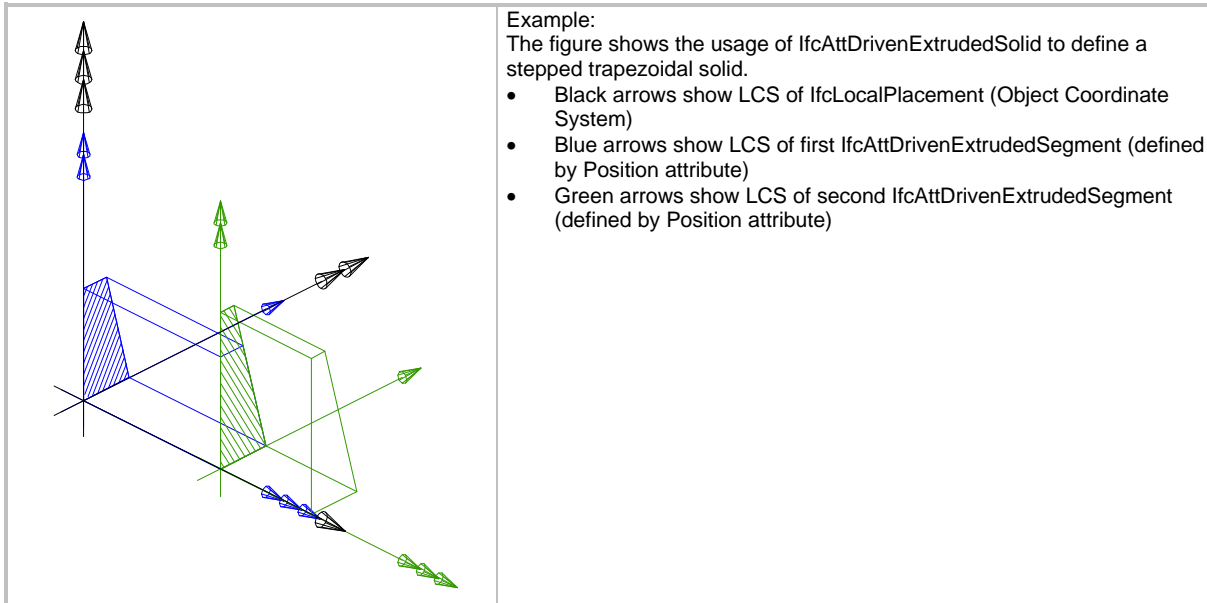 Example:
The figure shows the usage of IfcAttDrivenExtrudedSolid to define a
stepped trapezoidal solid.
• Black arrows show LCS of IfcLocalPlacement (Object Coordinate
System)
• Blue arrows show LCS of first IfcAttDrivenExtrudedSegment (defined
by Position attribute)
• Green arrows show LCS of second IfcAttDrivenExtrudedSegment
(defined by Position attribute)